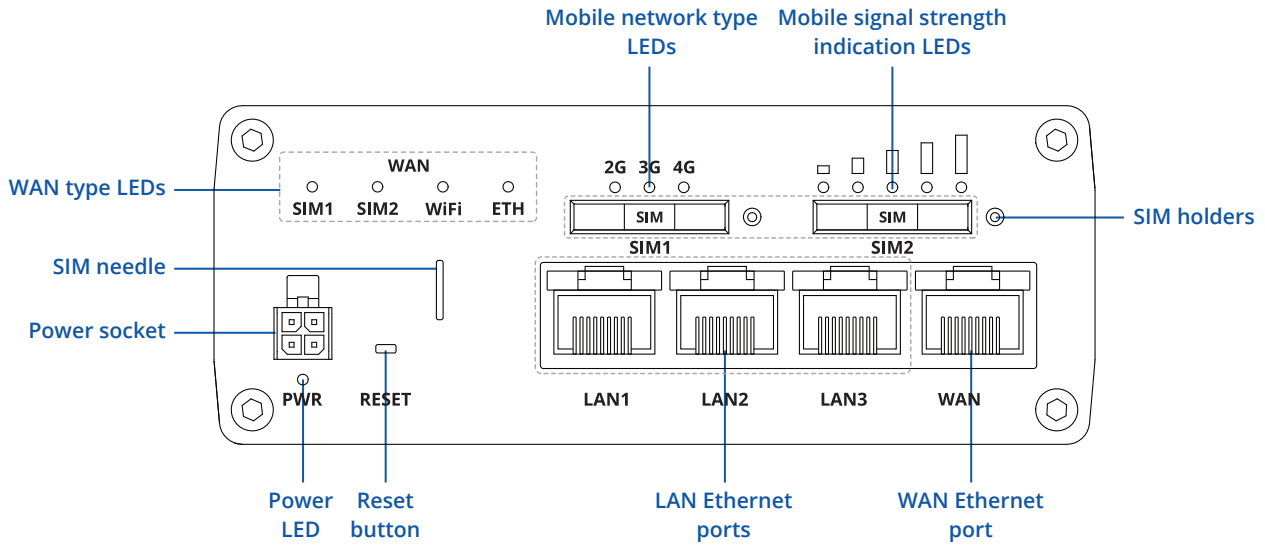 Mobile network type
LEDs
Mobile signal strength
indication LEDs
WAN
2G 3G 4G
WAN type LEDs
SIM1 SIM2 WiFi ETH
SIM
SIM
SIM holders
SIM1
SIM2
SIM needle
Power socket
PWR
RESET
LAN1
LAN2
LAN3
WAN
Power
LED
Reset
button
LAN Ethernet
ports
WAN Ethernet
port